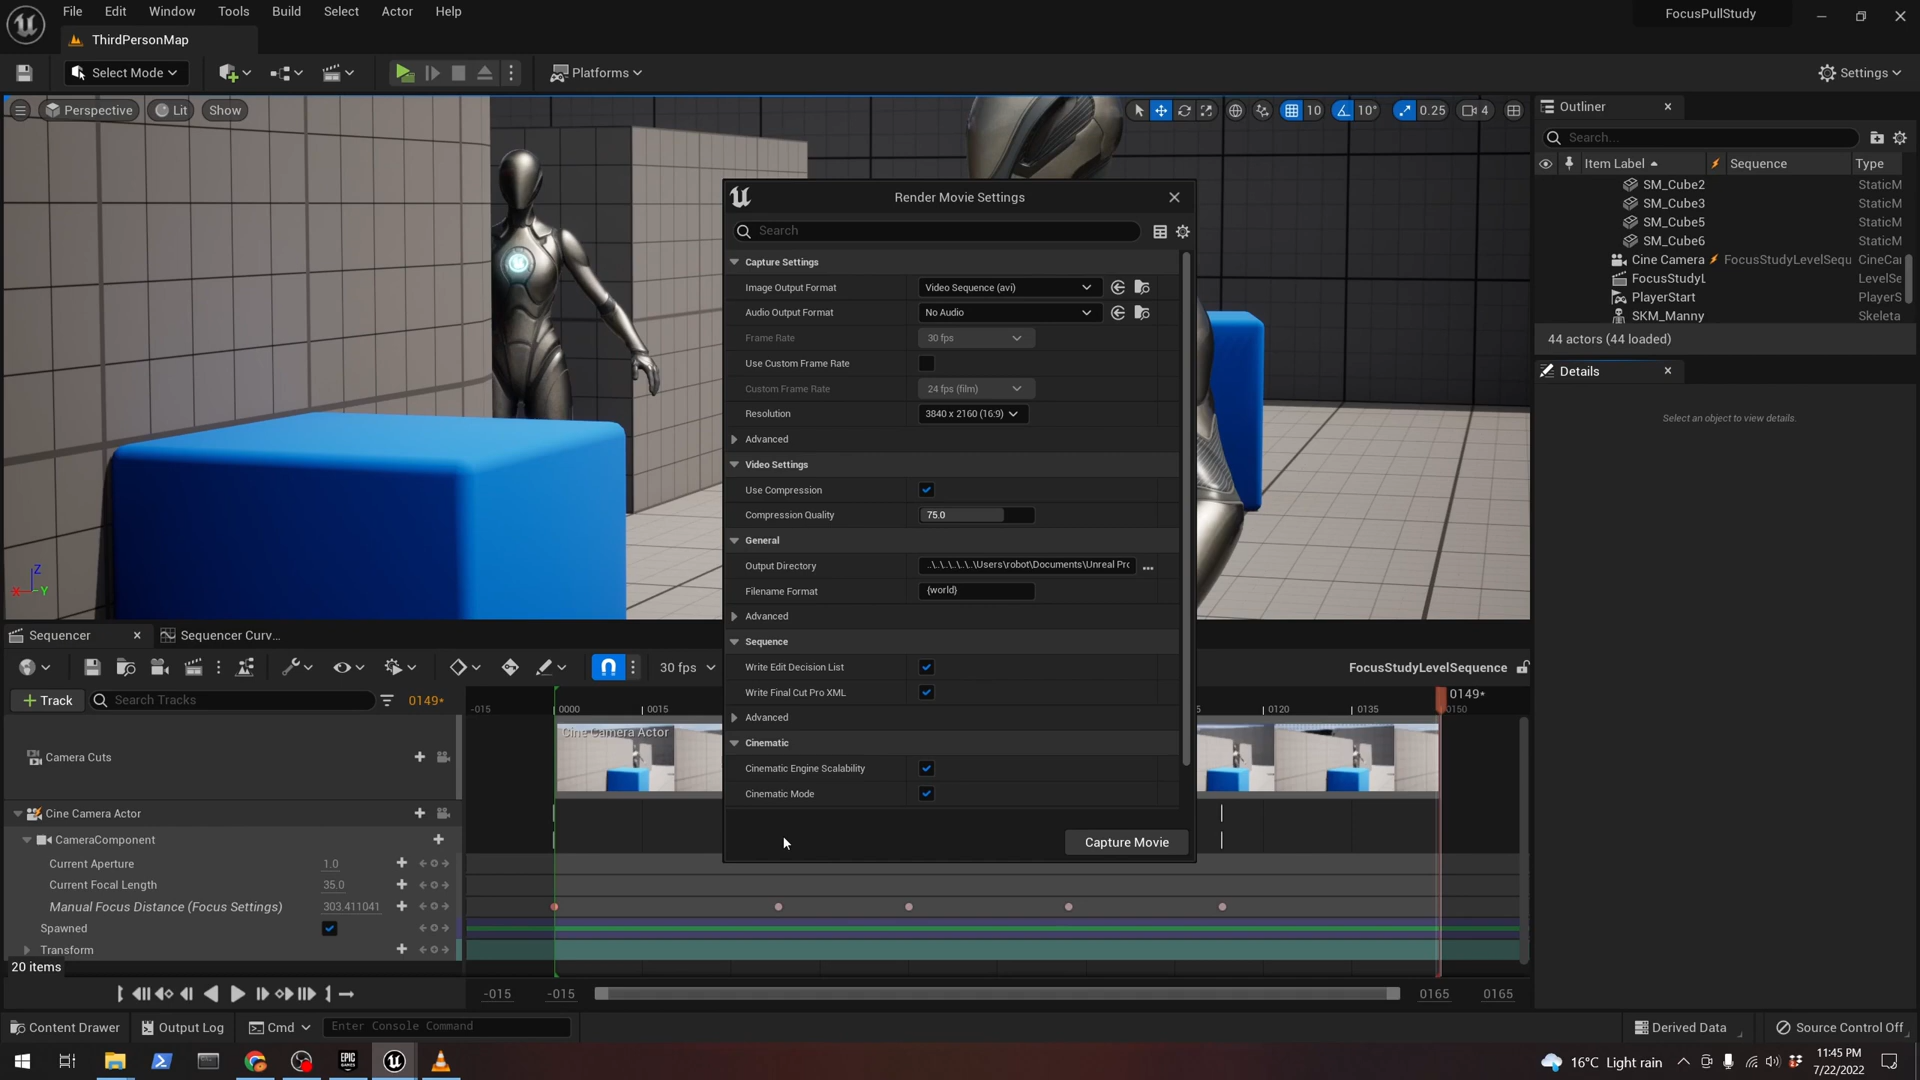 File Edit Window Tools Build Select Actor Help
FocusPullStudy
ThirdPersonMap
Select Mode
Platforms
Settings
Perspective Lit Show
10 10° 0.25 4
Outliner
Search...
Item Label Sequence Type
SM_Cube2 StaticM
SM_Cube3 StaticM
SM_Cube5 StaticM
SM_Cube6 StaticM
Cine Camera FocusStudyLevelSequ CineCa
FocusStudyL LevelSe
PlayerStart PlayerS
SKM_Manny Skeleta
44 actors (44 loaded)
Details
Select an object to view details.
Render Movie Settings
Search
Capture Settings
Image Output Format Video Sequence (avi)
Audio Output Format No Audio
Frame Rate 30 fps
Use Custom Frame Rate
Custom Frame Rate 24 fps (film)
Resolution 3840 x 2160 (16:9)
Advanced
Video Settings
Use Compression
Compression Quality 75.0
General
Output Directory ..\..\..\..\..\..\Users\robot\Documents\Unreal Prc ...
Filename Format {world}
Advanced
Sequence
Write Edit Decision List
Write Final Cut Pro XML
Advanced
Cinematic
Cinematic Engine Scalability
Cinematic Mode
Capture Movie
Z
X Y
Sequencer
Sequencer Curv...
30 fps
FocusStudyLevelSequence
Track
Search Tracks
0149*
-015 0000 0015 0120 0135 0150
0149*
Cine Camera Actor
Camera Cuts
Cine Camera Actor
CameraComponent
Current Aperture 1.0
Current Focal Length 35.0
Manual Focus Distance (Focus Settings) 303.411041
Spawned
Transform
20 items
-015 -015 0165 0165
Content Drawer Output Log Cmd Enter Console Command
Derived Data Source Control Off
EPIC GAMES
16°C Light rain
11:45 PM
7/22/2022